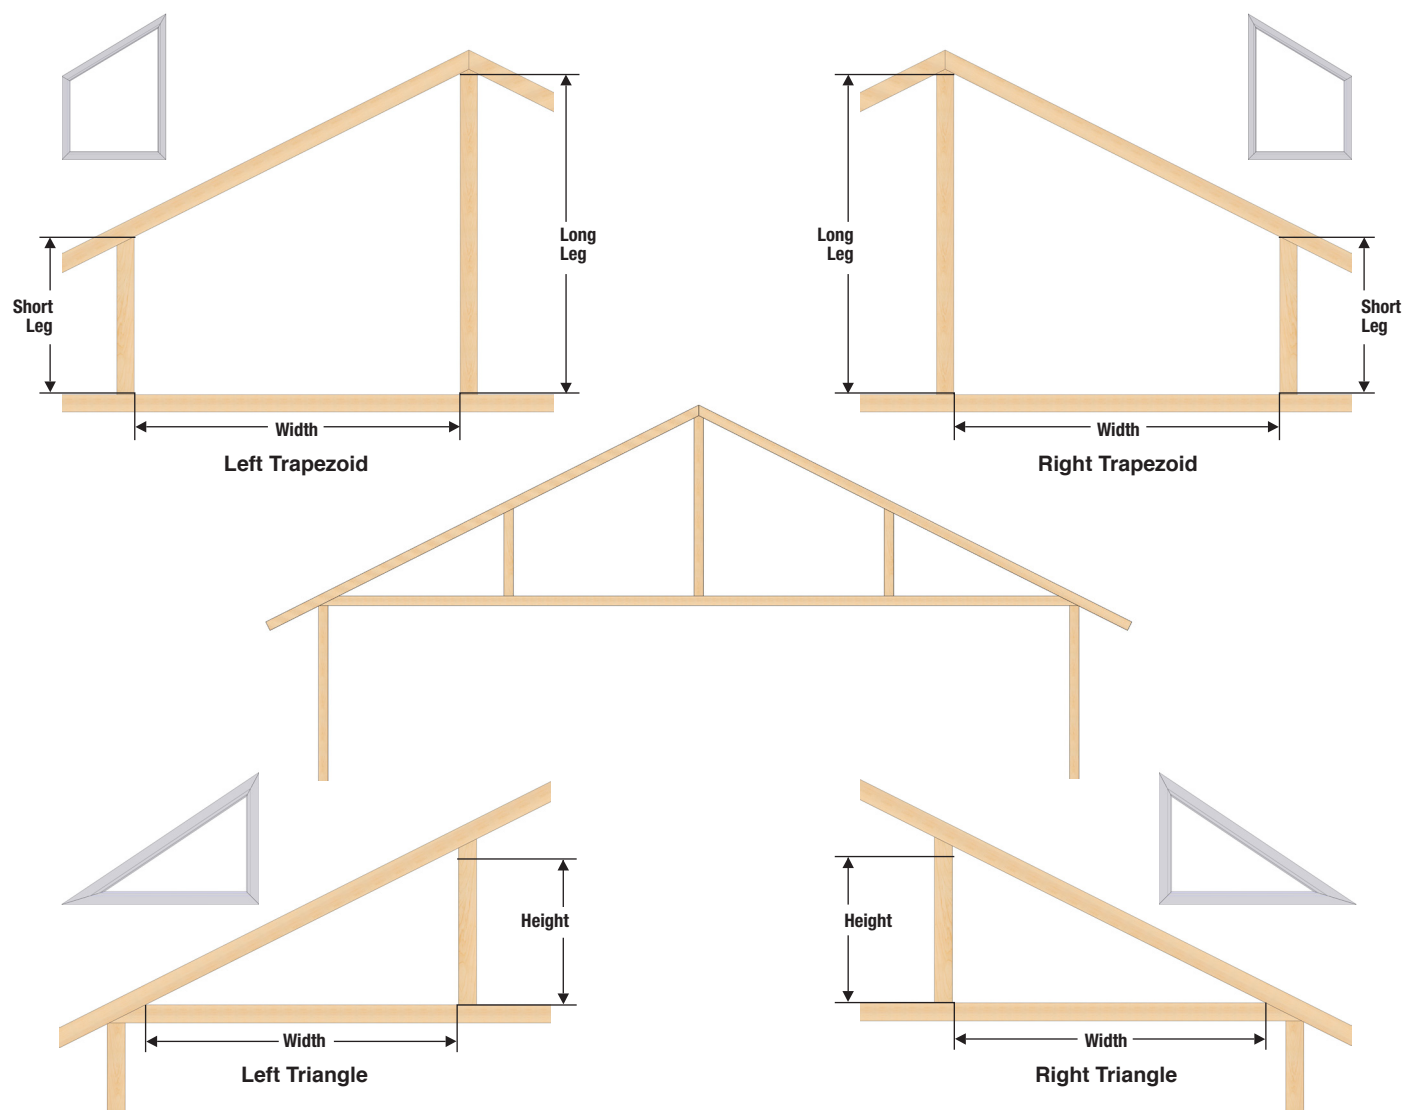 Long
Leg
Short
Leg
Width
Left Trapezoid
Long
Leg
Short
Leg
Width
Right Trapezoid
Height
Width
Left Triangle
Height
Width
Right Triangle